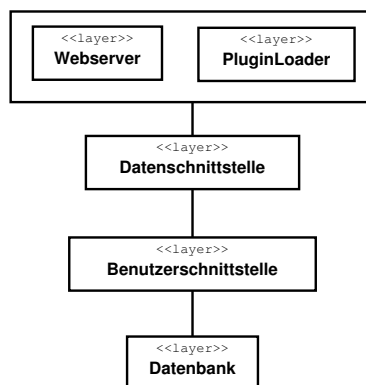 <<layer>>
Webserver
<<layer>>
PluginLoader
<<layer>>
Datenschnittstelle
<<layer>>
Benutzerschnittstelle
<<layer>>
Datenbank